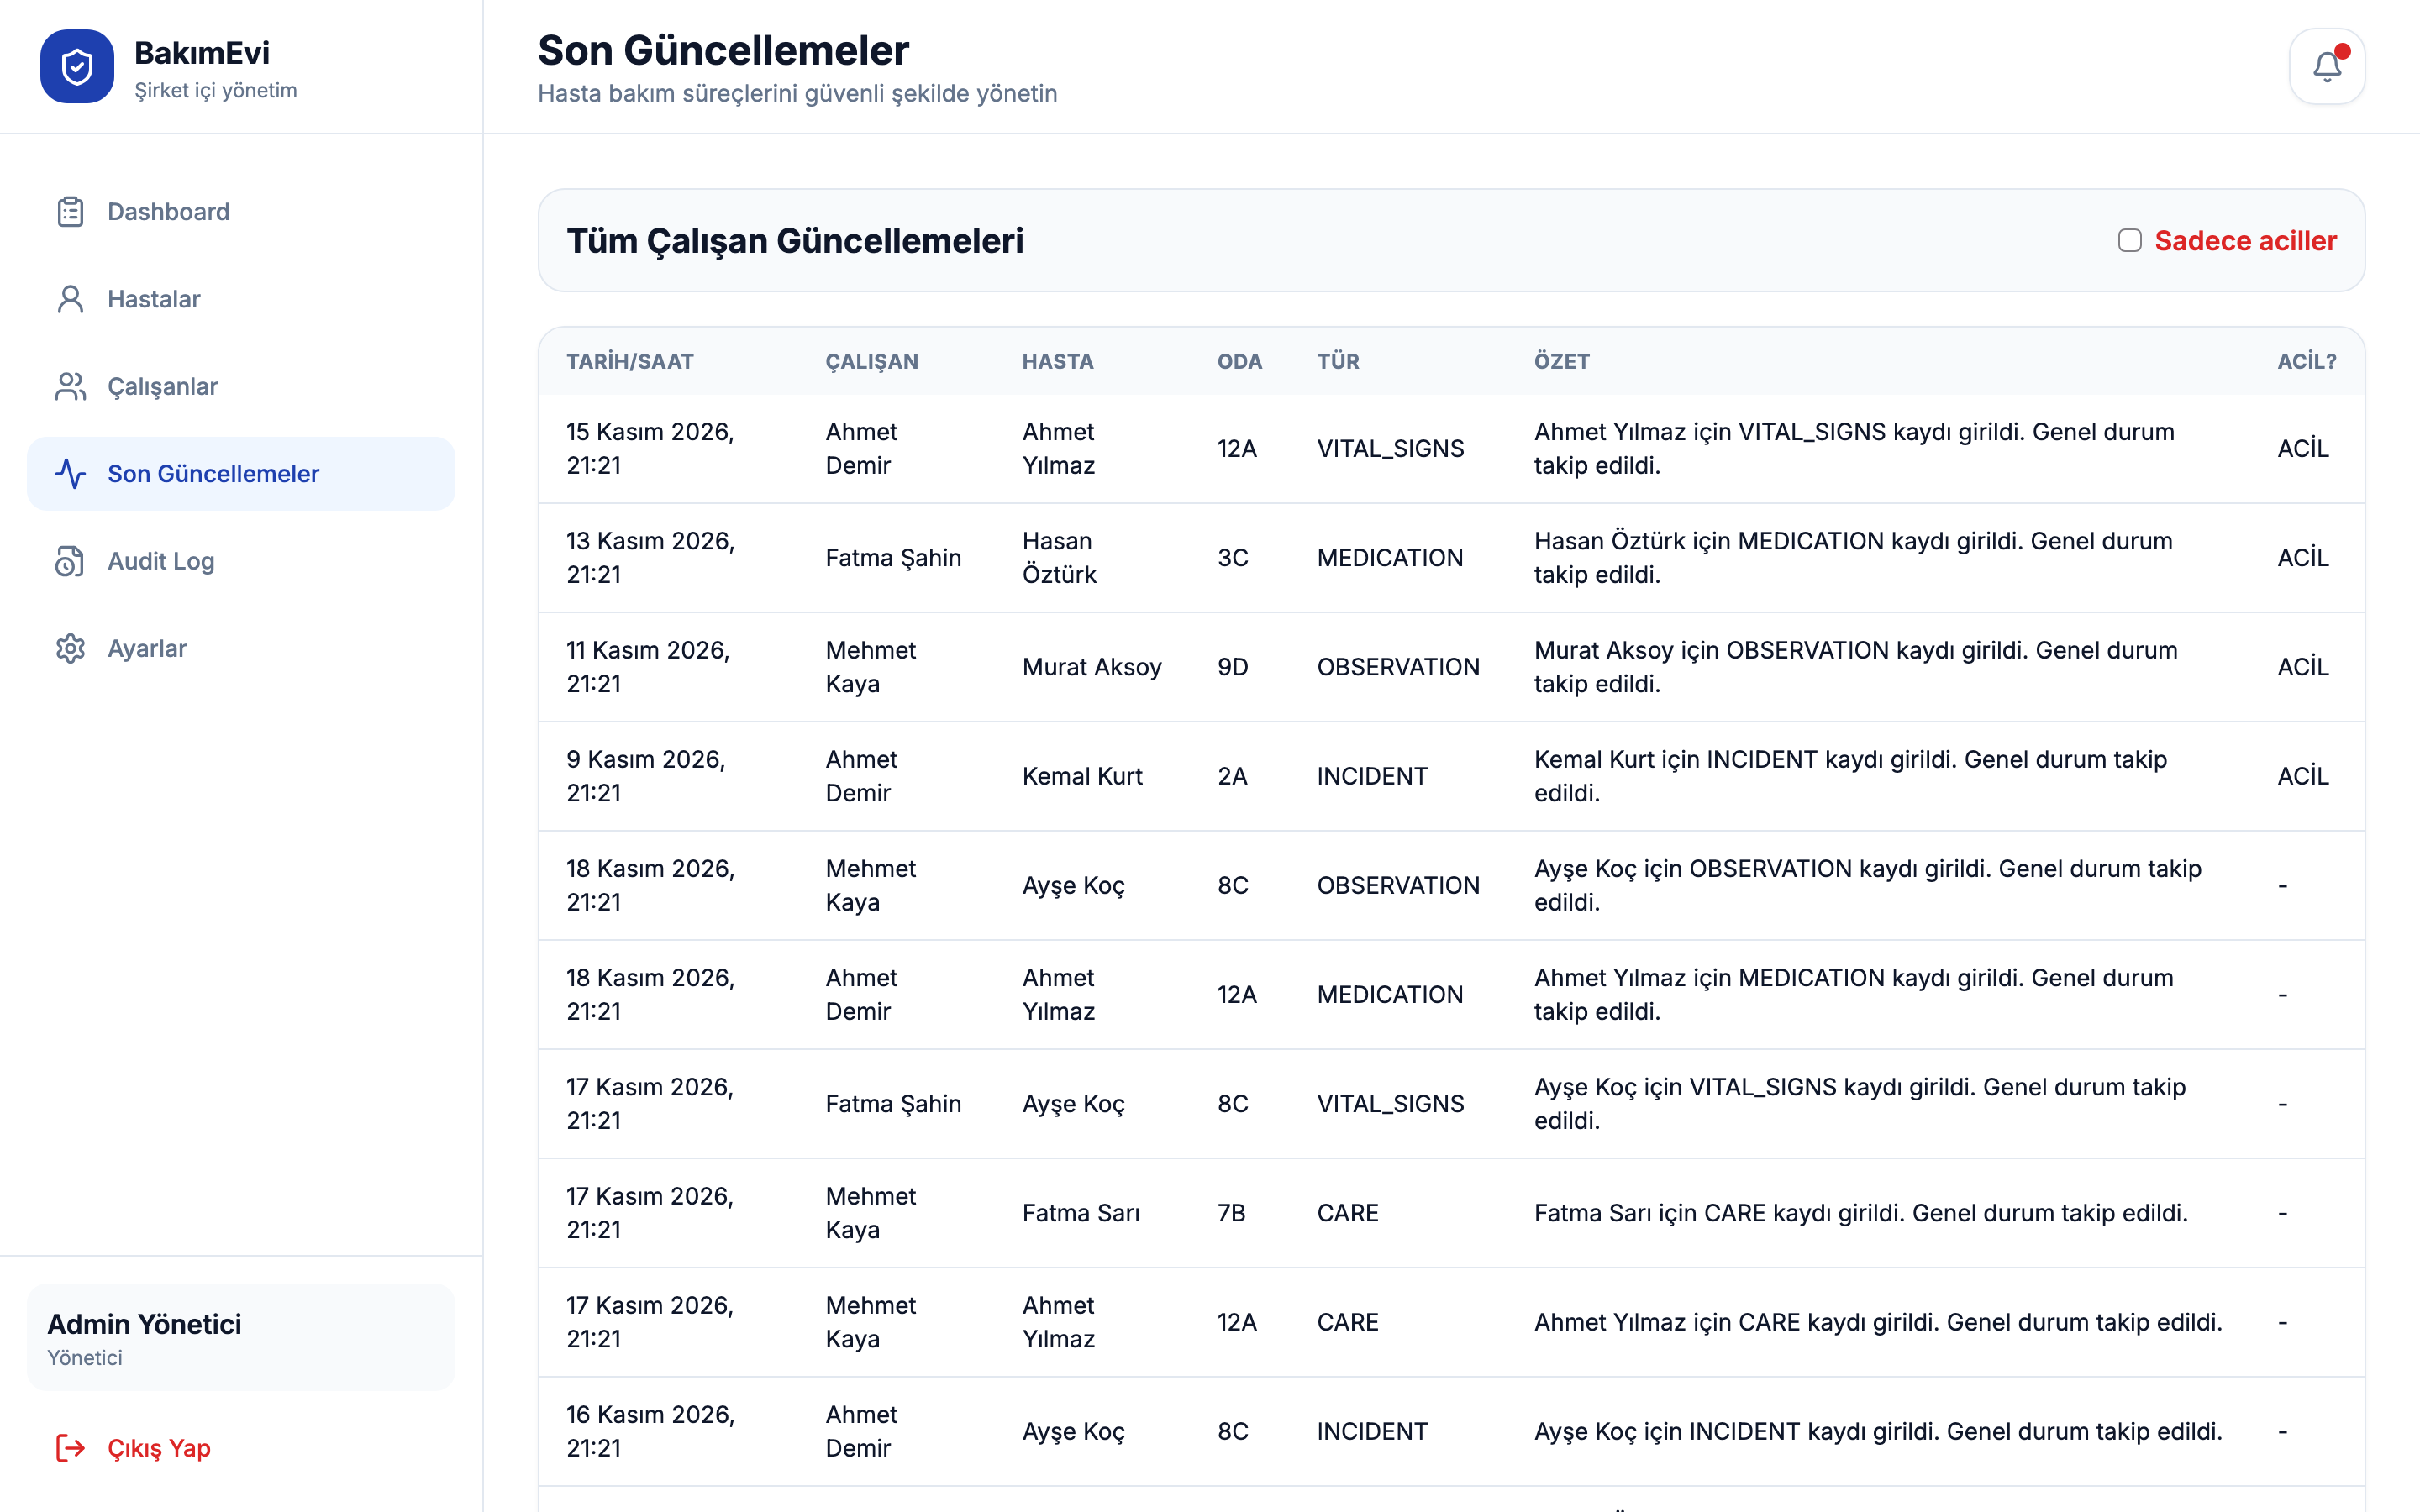 BakımEvi
Şirket içi yönetim
Dashboard
Hastalar
Çalışanlar
Son Güncellemeler
Audit Log
Ayarlar
Admin Yönetici
Yönetici
Çıkış Yap
Son Güncellemeler
Hasta bakım süreçlerini güvenli şekilde yönetin
Tüm Çalışan Güncellemeleri
Sadece aciller
TARİH/SAAT ÇALIŞAN HASTA ODA TÜR ÖZET ACİL?
15 Kasım 2026, 21:21 Ahmet Demir Ahmet Yılmaz 12A VITAL_SIGNS Ahmet Yılmaz için VITAL_SIGNS kaydı girildi. Genel durum takip edildi. ACİL
13 Kasım 2026, 21:21 Fatma Şahin Hasan Öztürk 3C MEDICATION Hasan Öztürk için MEDICATION kaydı girildi. Genel durum takip edildi. ACİL
11 Kasım 2026, 21:21 Mehmet Kaya Murat Aksoy 9D OBSERVATION Murat Aksoy için OBSERVATION kaydı girildi. Genel durum takip edildi. ACİL
9 Kasım 2026, 21:21 Ahmet Demir Kemal Kurt 2A INCIDENT Kemal Kurt için INCIDENT kaydı girildi. Genel durum takip edildi. ACİL
18 Kasım 2026, 21:21 Mehmet Kaya Ayşe Koç 8C OBSERVATION Ayşe Koç için OBSERVATION kaydı girildi. Genel durum takip edildi. -
18 Kasım 2026, 21:21 Ahmet Demir Ahmet Yılmaz 12A MEDICATION Ahmet Yılmaz için MEDICATION kaydı girildi. Genel durum takip edildi. -
17 Kasım 2026, 21:21 Fatma Şahin Ayşe Koç 8C VITAL_SIGNS Ayşe Koç için VITAL_SIGNS kaydı girildi. Genel durum takip edildi. -
17 Kasım 2026, 21:21 Mehmet Kaya Fatma Sarı 7B CARE Fatma Sarı için CARE kaydı girildi. Genel durum takip edildi. -
17 Kasım 2026, 21:21 Mehmet Kaya Ahmet Yılmaz 12A CARE Ahmet Yılmaz için CARE kaydı girildi. Genel durum takip edildi. -
16 Kasım 2026, 21:21 Ahmet Demir Ayşe Koç 8C INCIDENT Ayşe Koç için INCIDENT kaydı girildi. Genel durum takip edildi. -